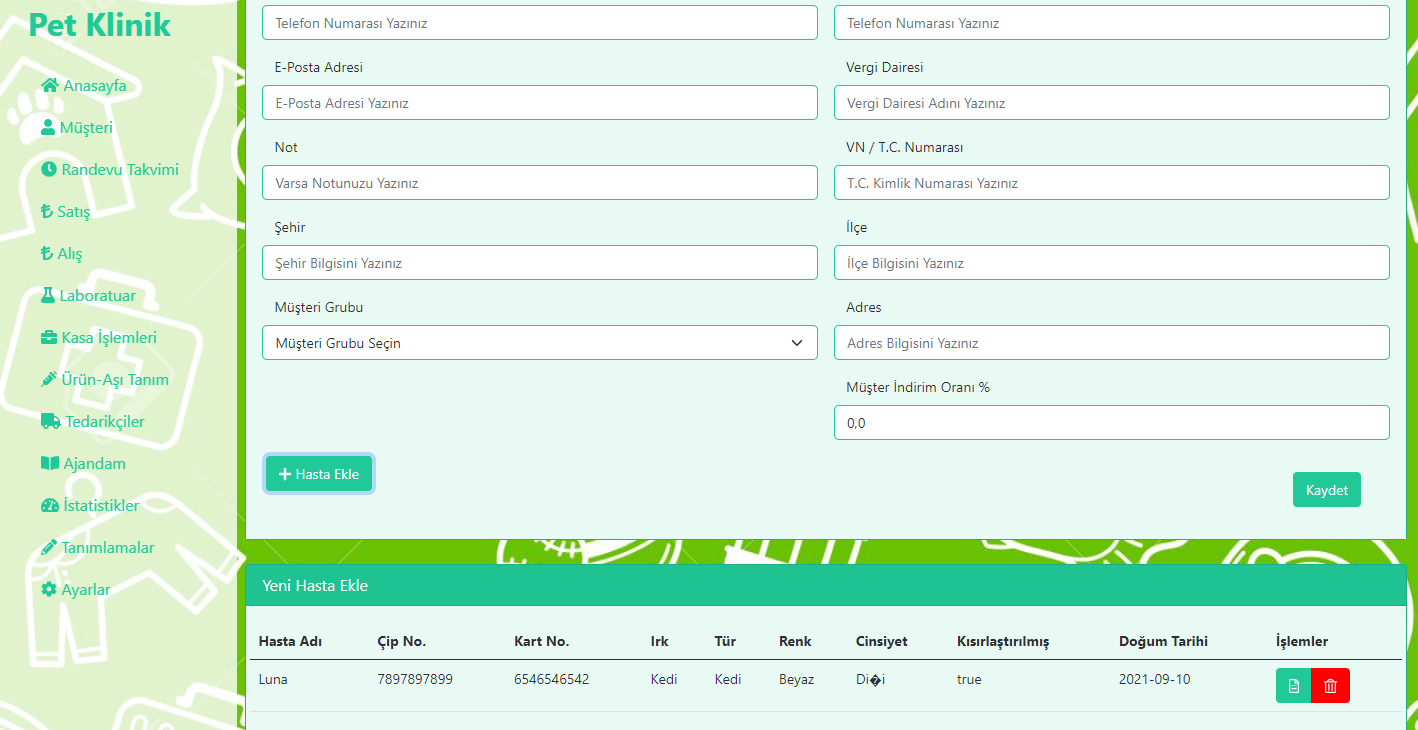 Pet Klinik
Anasayfa
Müşteri
Randevu Takvimi
Satış
Alış
Laboratuar
Kasa İşlemleri
Ürün-Aşı Tanım
Tedarikçiler
Ajandam
İstatistikler
Tanımlamalar
Ayarlar
Telefon Numarası Yazınız Telefon Numarası Yazınız
E-Posta Adresi Vergi Dairesi
E-Posta Adresi Yazınız Vergi Dairesi Adını Yazınız
Not VN / T.C. Numarası
Varsa Notunuzu Yazınız T.C. Kimlik Numarası Yazınız
Şehir İlçe
Şehir Bilgisini Yazınız İlçe Bilgisini Yazınız
Müşteri Grubu Adres
Müşteri Grubu Seçin Adres Bilgisini Yazınız
Müşter İndirim Oranı %
0,0
+ Hasta Ekle
Kaydet
Yeni Hasta Ekle
Hasta Adı Çip No. Kart No. Irk Tür Renk Cinsiyet Kısırlaştırılmış Doğum Tarihi İşlemler
Luna 7897897899 6546546542 Kedi Kedi Beyaz Di�i true 2021-09-10